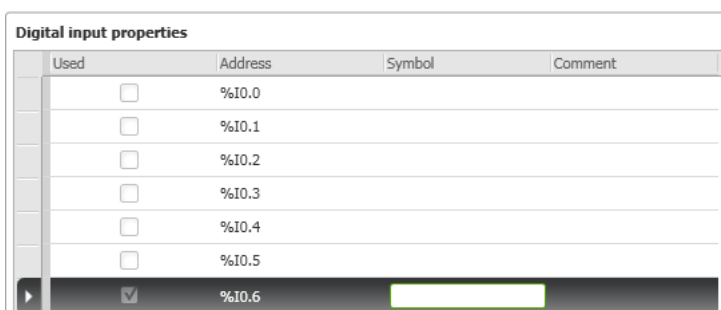 Digital input properties
Used Address Symbol Comment
%I0.0
%I0.1
%I0.2
%I0.3
%I0.4
%I0.5
%I0.6